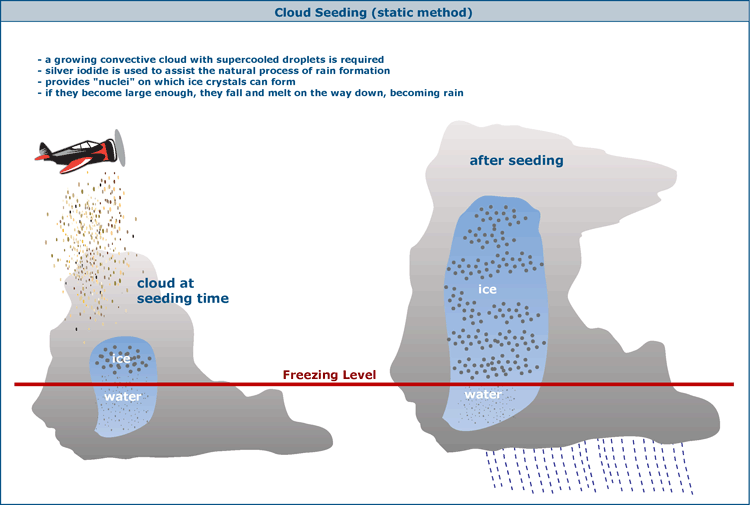 Cloud Seeding (static method)
- a growing convective cloud with supercooled droplets is required
- silver iodide is used to assist the natural process of rain formation
- provides "nuclei" on which ice crystals can form
- if they become large enough, they fall and melt on the way down, becoming rain
after seeding
cloud at
seeding time
ice
ice
Freezing Level
water
water